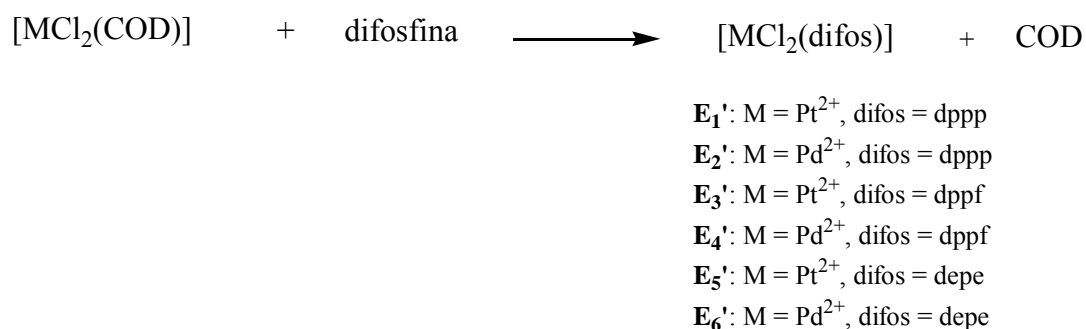 [MCl₂(COD)] + difosfina [MCl₂(difos)] + COD
E₁': M = Pt²⁺, difos = dppp
E₂': M = Pd²⁺, difos = dppp
E₃': M = Pt²⁺, difos = dppf
E₄': M = Pd²⁺, difos = dppf
E₅': M = Pt²⁺, difos = depe
E₆': M = Pd²⁺, difos = depe